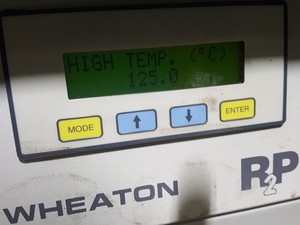 HIGH TEMP. (°C)
125.0
MODE
ENTER
WHEATON
R2P